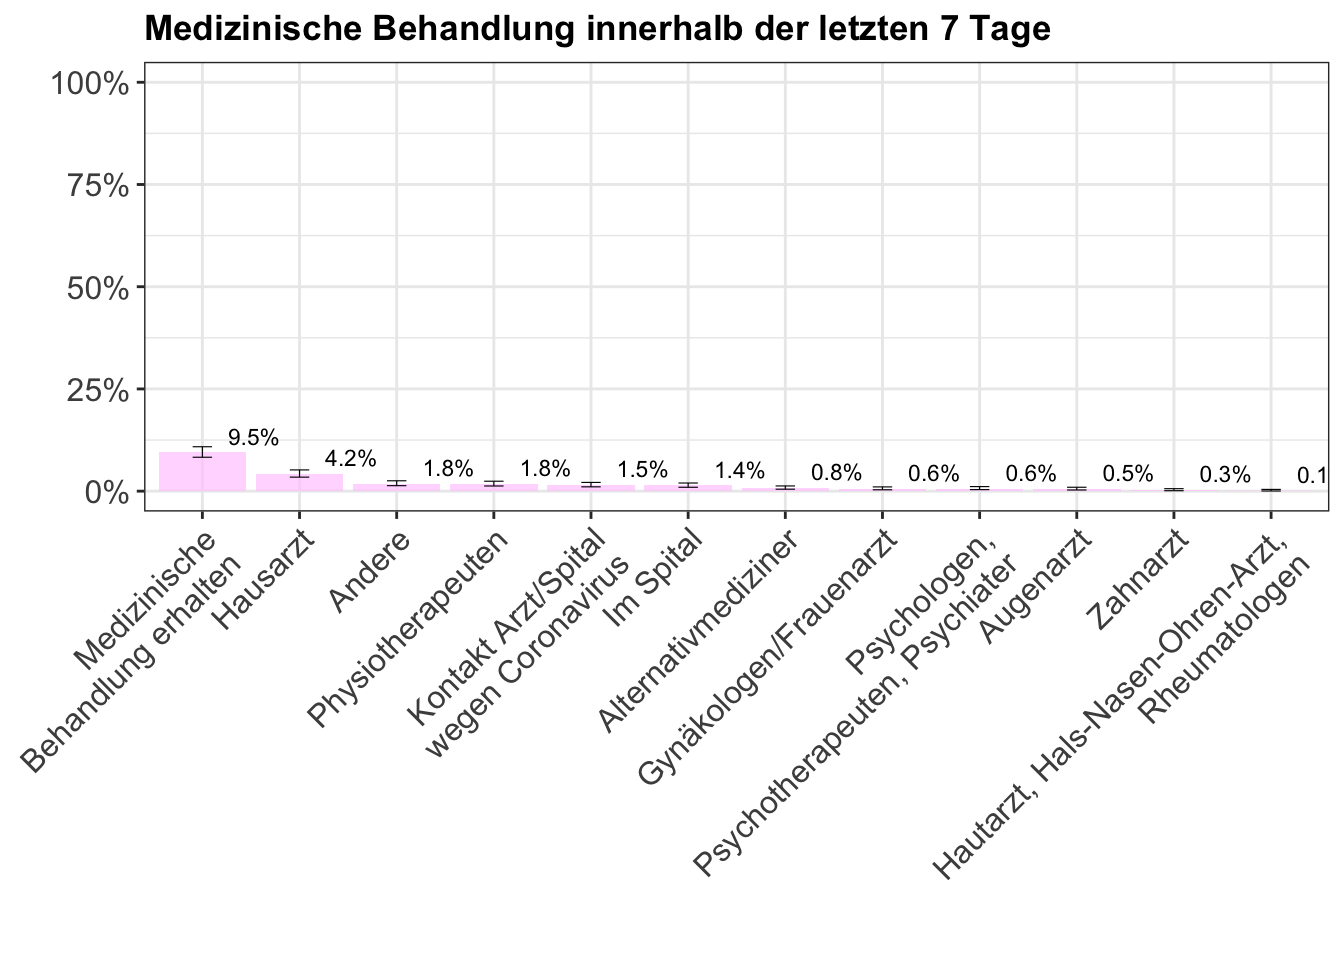 Medizinische Behandlung innerhalb der letzten 7 Tage
100%
75%
50%
25%
0%
9.5%
4.2%
1.8%
1.8%
1.5%
1.4%
0.8%
0.6%
0.6%
0.5%
0.3%
0.1
Medizinische
Behandlung erhalten
Hausarzt
Andere
Physiotherapeuten
Kontakt Arzt/Spital
wegen Coronavirus
Im Spital
Alternativmediziner
Gynäkologen/Frauenarzt
Psychologen,
Psychotherapeuten, Psychiater
Augenarzt
Zahnarzt
Hautarzt, Hals-Nasen-Ohren-Arzt,
Rheumatologen